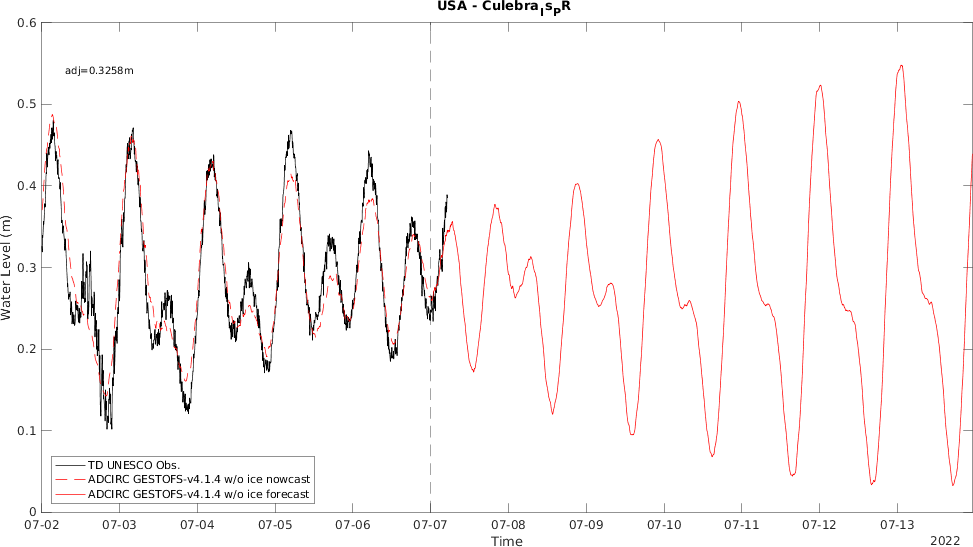 USA - Culebra_Is_PR
0.6
adj=0.3258m
0.5
0.4
0.3
0.2
0.1
0
Water Level (m)
TD UNESCO Obs.
ADCIRC GESTOFS-v4.1.4 w/o ice nowcast
ADCIRC GESTOFS-v4.1.4 w/o ice forecast
07-02 07-03 07-04 07-05 07-06 07-07 07-08 07-09 07-10 07-11 07-12 07-13
Time
2022